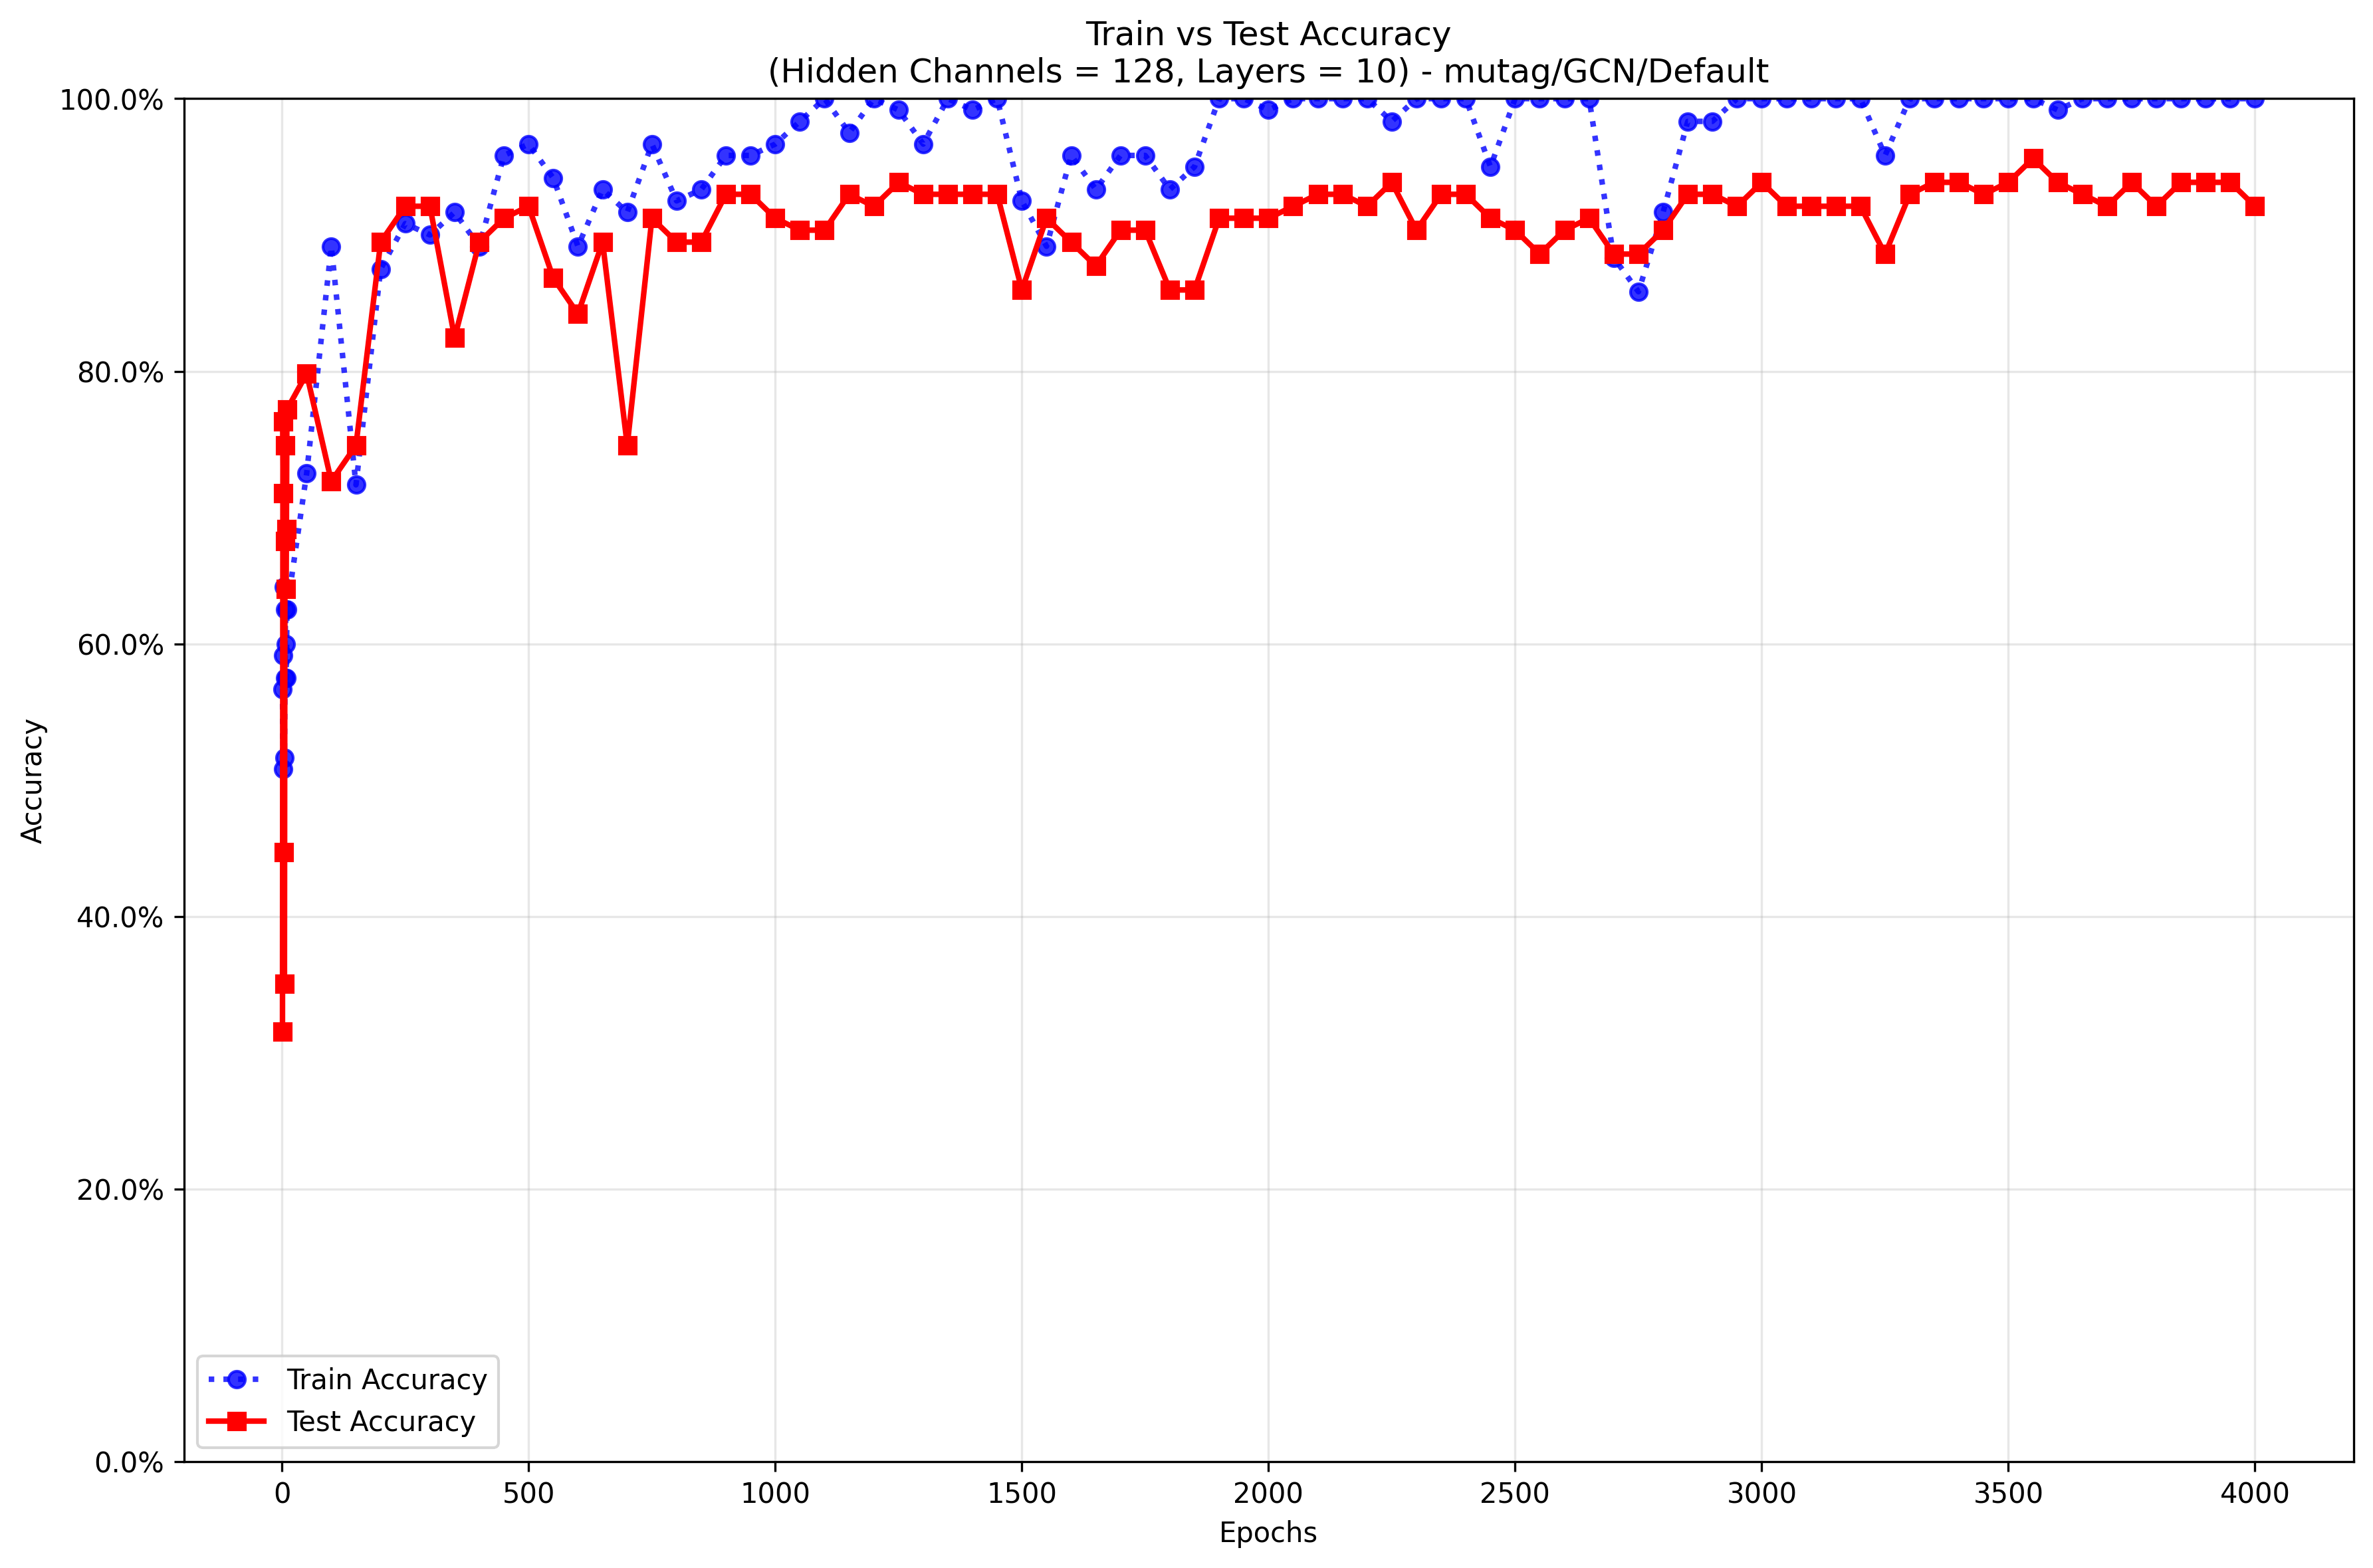 Train vs Test Accuracy
(Hidden Channels = 128, Layers = 10) - mutag/GCN/Default
100.0%
80.0%
60.0%
40.0%
20.0%
0.0%
Accuracy
Train Accuracy
Test Accuracy
0 500 1000 1500 2000 2500 3000 3500 4000
Epochs